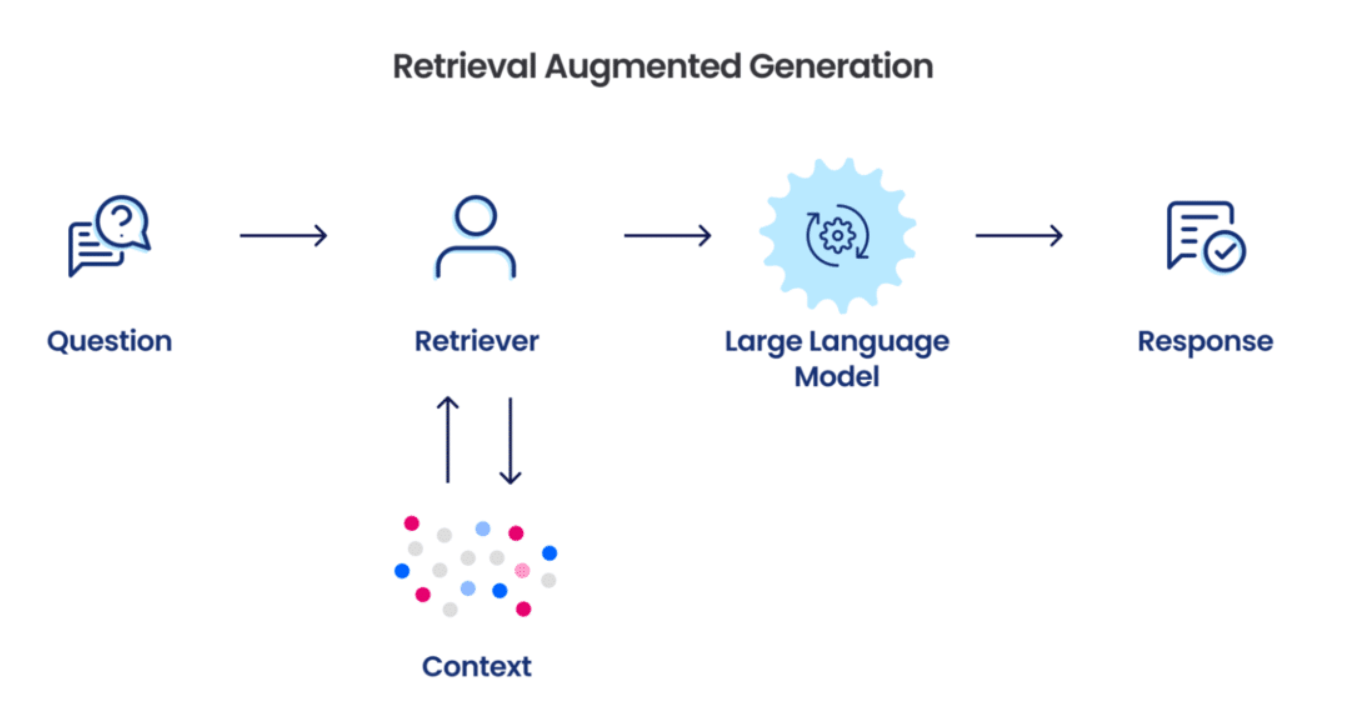 Retrieval Augmented Generation
Question
Retriever
Large Language
Model
Response
Context